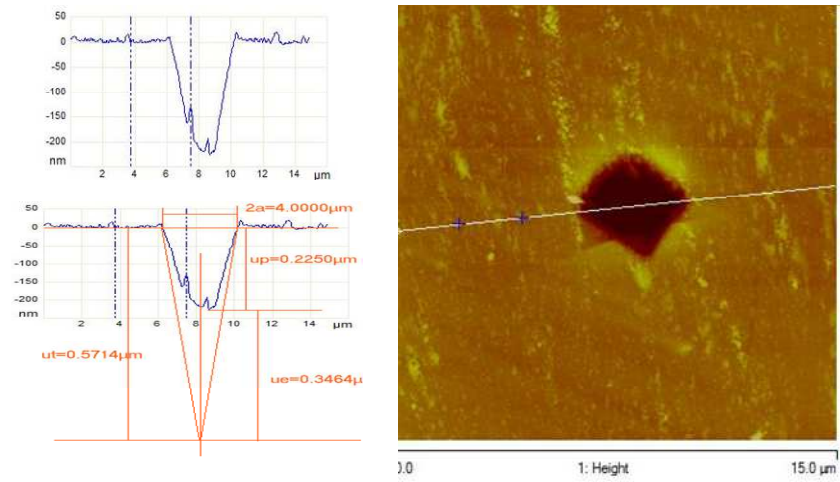 50
0
-50
-100
-150
-200
nm
2 4 6 8 10 12 14 µm
50
0
-50
-100
-150
-200
nm
2 4 6 8 10 12 14 µm
2a=4.0000µm
up=0.2250µm
ut=0.5714µm
ue=0.3464µ
0.0 1: Height 15.0 µm